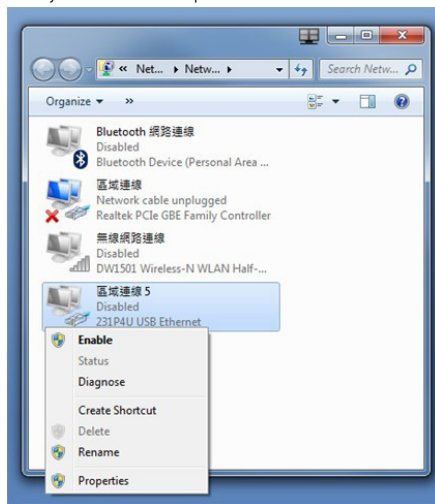 « Net... ▸ Netw... ▸
Search Netw...
Organize ▾ »
Bluetooth 網路連線
Disabled
Bluetooth Device (Personal Area ...
區域連線
Network cable unplugged
Realtek PCIe GBE Family Controller
無線網路連線
Disabled
DW1501 Wireless-N WLAN Half-...
區域連線 5
Disabled
231P4U USB Ethernet
Enable
Status
Diagnose
Create Shortcut
Delete
Rename
Properties